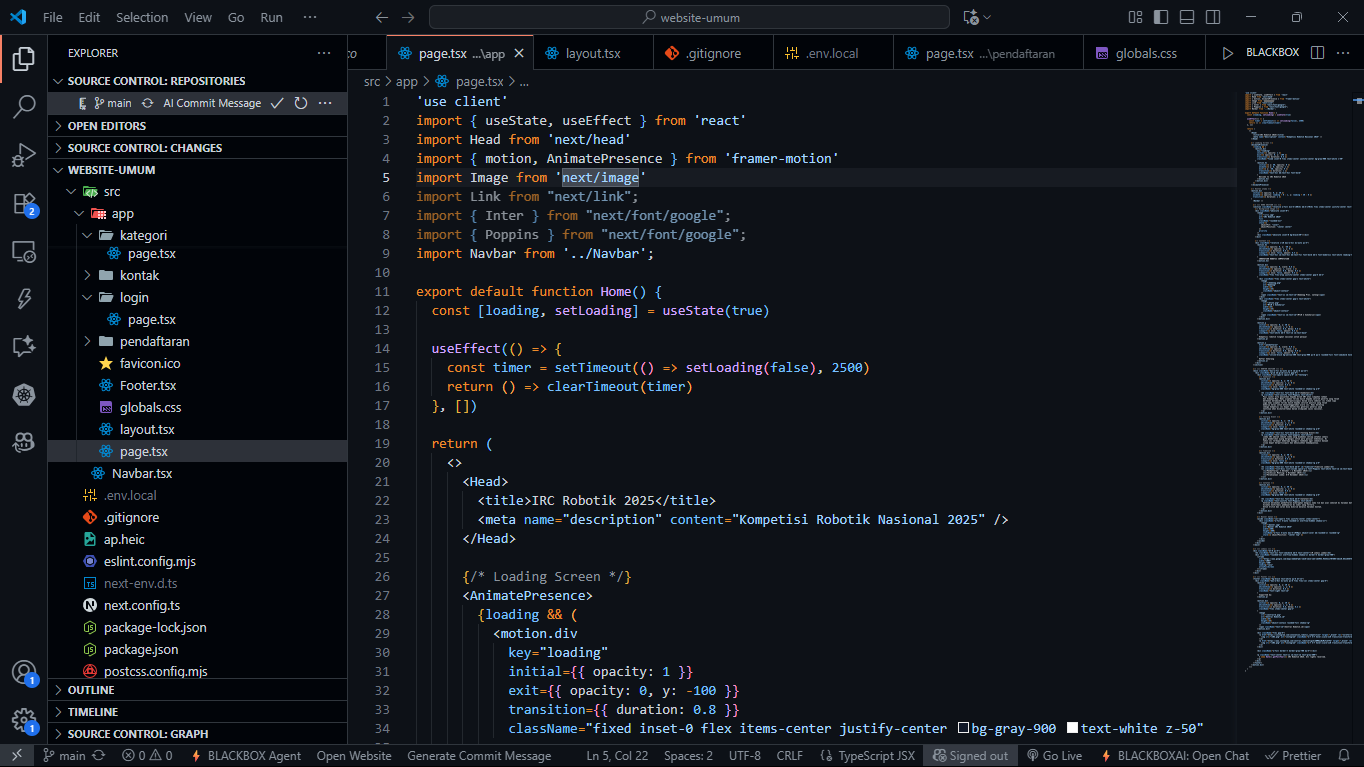 File Edit Selection View Go Run ···
website-umum
EXPLORER ···
SOURCE CONTROL: REPOSITORIES
main AI Commit Message ···
OPEN EDITORS
SOURCE CONTROL: CHANGES
WEBSITE-UMUM
src
app
kategori
page.tsx
kontak
login
page.tsx
pendaftaran
favicon.ico
Footer.tsx
globals.css
layout.tsx
page.tsx
Navbar.tsx
.env.local
.gitignore
ap.heic
eslint.config.mjs
TS next-env.d.ts
next.config.ts
package-lock.json
package.json
postcss.config.mjs
OUTLINE
TIMELINE
SOURCE CONTROL: GRAPH
2
1
1
co page.tsx ...\app layout.tsx .gitignore .env.local page.tsx ...\pendaftaran globals.css BLACKBOX ···
src > app > page.tsx > ...
1 'use client'
2 import { useState, useEffect } from 'react'
3 import Head from 'next/head'
4 import { motion, AnimatePresence } from 'framer-motion'
5 import Image from 'next/image'
6 import Link from "next/link";
7 import { Inter } from "next/font/google";
8 import { Poppins } from "next/font/google";
9 import Navbar from '../Navbar';
10
11 export default function Home() {
12 const [loading, setLoading] = useState(true)
13
14 useEffect(() => {
15 const timer = setTimeout(() => setLoading(false), 2500)
16 return () => clearTimeout(timer)
17 }, [])
18
19 return (
20 <>
21 <Head>
22 <title>IRC Robotik 2025</title>
23 <meta name="description" content="Kompetisi Robotik Nasional 2025" />
24 </Head>
25
26 {/* Loading Screen */}
27 <AnimatePresence>
28 {loading && (
29 <motion.div
30 key="loading"
31 initial={{ opacity: 1 }}
32 exit={{ opacity: 0, y: -100 }}
33 transition={{ duration: 0.8 }}
34 className="fixed inset-0 flex items-center justify-center bg-gray-900 text-white z-50"
main 0 0 BLACKBOX Agent Open Website Generate Commit Message Ln 5, Col 22 Spaces: 2 UTF-8 CRLF {} TypeScript JSX Signed out Go Live BLACKBOXAI: Open Chat Prettier